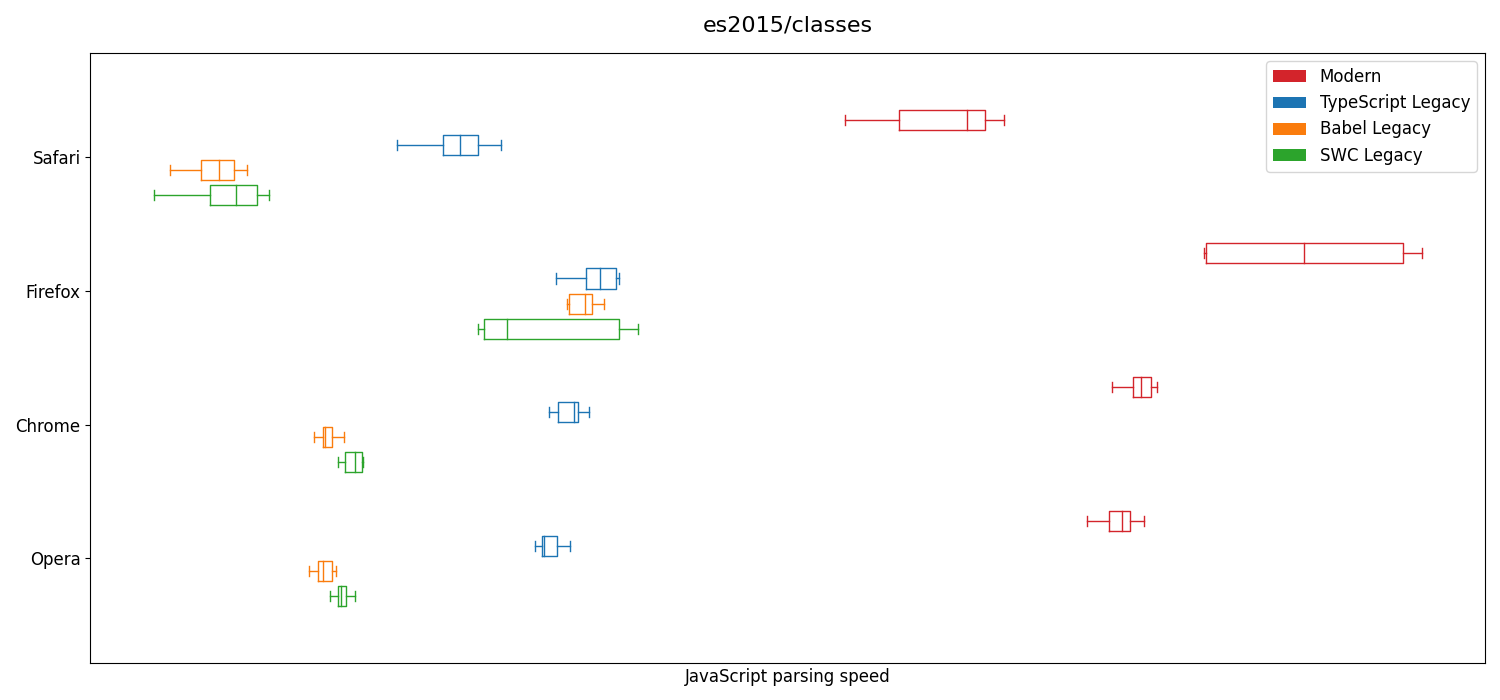 es2015/classes
Modern
TypeScript Legacy
Babel Legacy
SWC Legacy
Safari
Firefox
Chrome
Opera
JavaScript parsing speed